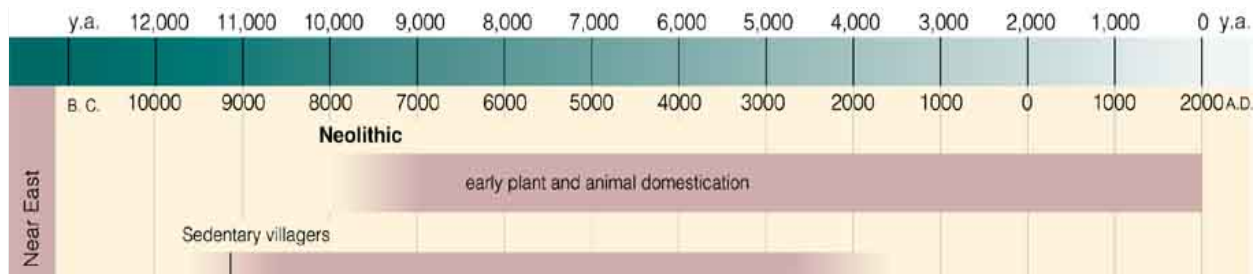 y.a. 12,000 11,000 10,000 9,000 8,000 7,000 6,000 5,000 4,000 3,000 2,000 1,000 0 y.a.
B. C. 10000 9000 8000 7000 6000 5000 4000 3000 2000 1000 0 1000 2000 A.D.
Neolithic
early plant and animal domestication
Near East
Sedentary villagers